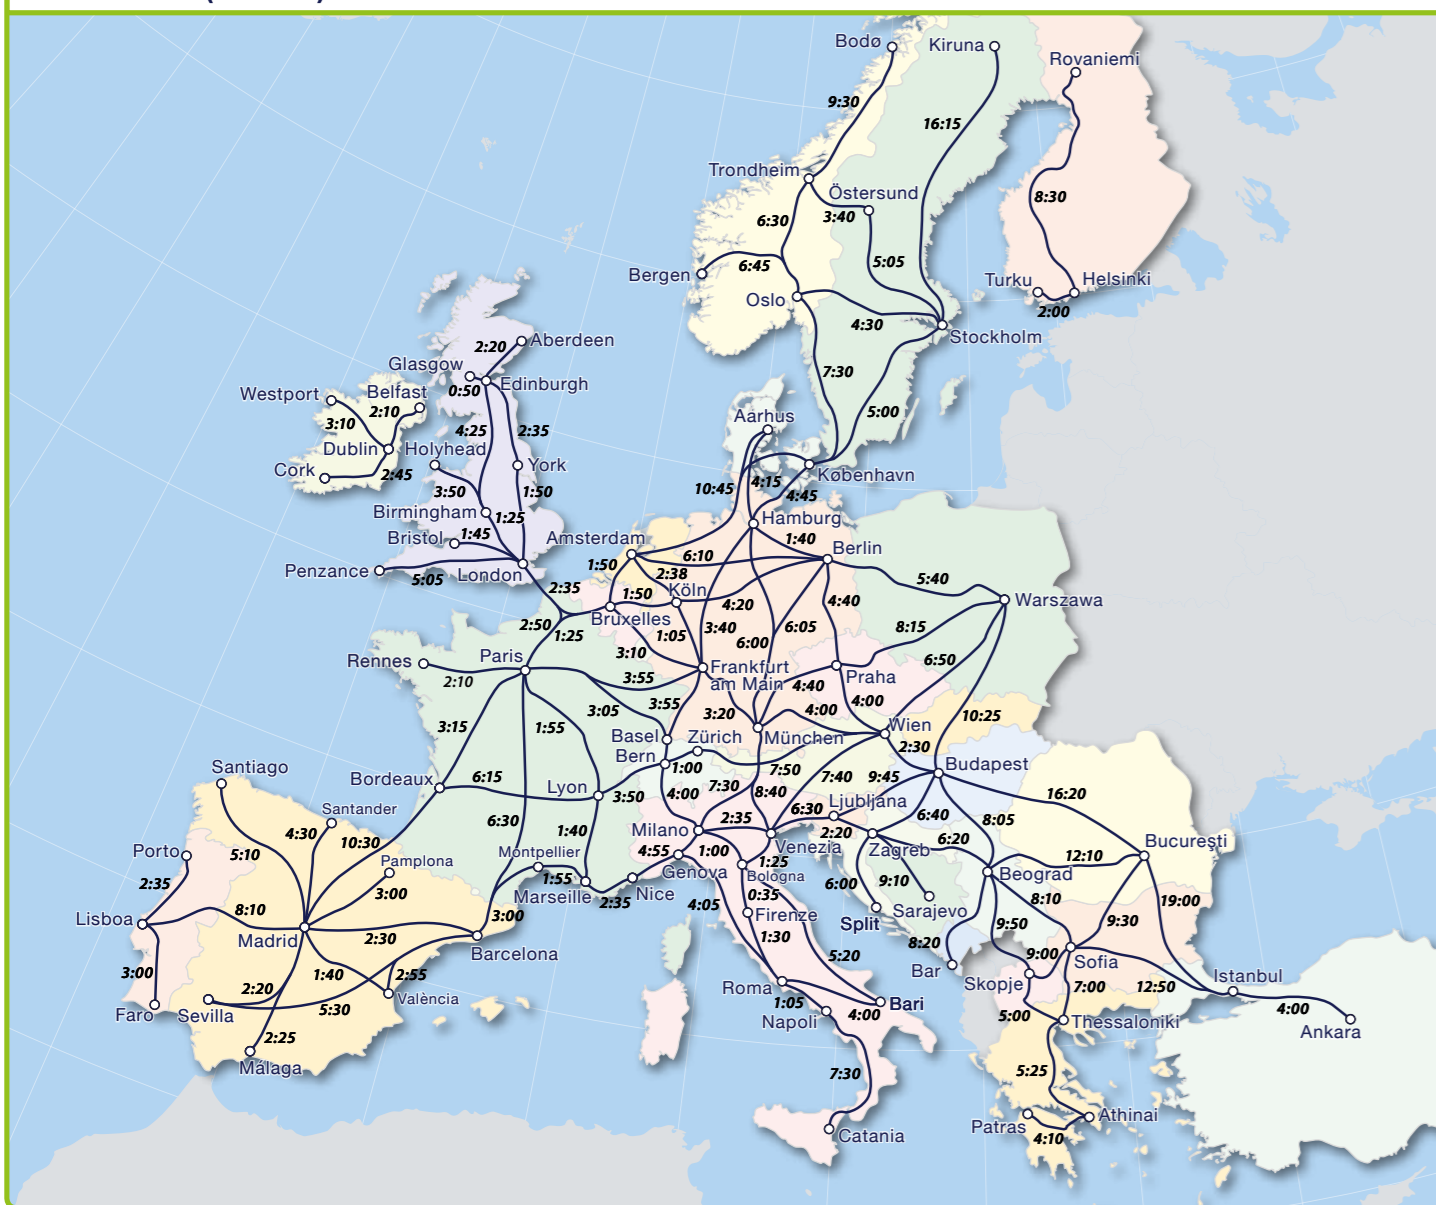 Bodø
Kiruna
Rovaniemi
9:30
16:15
Trondheim
Östersund
8:30
3:40
6:30
5:05
6:45
Bergen
Oslo
Turku
Helsinki
2:00
4:30
Stockholm
Aberdeen
2:20
Glasgow
0:50
Edinburgh
7:30
5:00
Westport
Belfast
2:10
3:10
Aarhus
4:25
2:35
Dublin
Holyhead
York
Cork
2:45
København
10:45
4:15
4:45
3:50
1:50
Birmingham
1:25
Hamburg
Bristol
1:45
Amsterdam
1:40
Berlin
6:10
1:50
2:38
Penzance
5:05
London
2:35
1:50
Köln
5:40
4:20
4:40
Warszawa
Bruxelles
2:50
1:25
1:05
3:40
6:00
6:05
8:15
3:10
Rennes
Paris
2:10
Frankfurt
am Main
6:50
3:55
4:40
Praha
4:00
3:55
3:05
3:20
4:00
10:25
3:15
1:55
Basel
Zürich
München
Wien
2:30
Bern
1:00
7:50
Budapest
Santiago
Bordeaux
6:15
Lyon
3:50
4:00
7:30
8:40
7:40
9:45
16:20
Santander
4:30
10:30
6:30
1:40
Milano
2:35
6:30
Ljubljana
6:40
8:05
2:20
6:20
Porto
5:10
Pamplona
3:00
Montpellier
4:55
1:00
Venezia
Zagreb
Bucureşti
Genova
1:25
Bologna
12:10
Beograd
2:35
1:55
Marseille
2:35
Nice
0:35
6:00
9:10
8:10
19:00
Lisboa
8:10
3:00
4:05
Firenze
Sarajevo
Split
9:50
9:30
Madrid
2:30
1:30
8:20
Barcelona
5:20
9:00
Sofia
3:00
1:40
2:55
Bar
Skopje
Istanbul
2:20
València
Roma
7:00
12:50
Faro
Sevilla
5:30
1:05
Bari
Napoli
4:00
5:00
Thessaloniki
4:00
Ankara
2:25
Málaga
7:30
5:25
Patras
Athinai
Catania
4:10